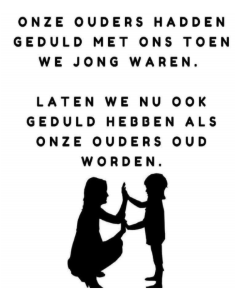 ONZE OUDERS HADDEN
GEDULD MET ONS TOEN
WE JONG WAREN.
LATEN WE NU OOK
GEDULD HEBBEN ALS
ONZE OUDERS OUD
WORDEN.